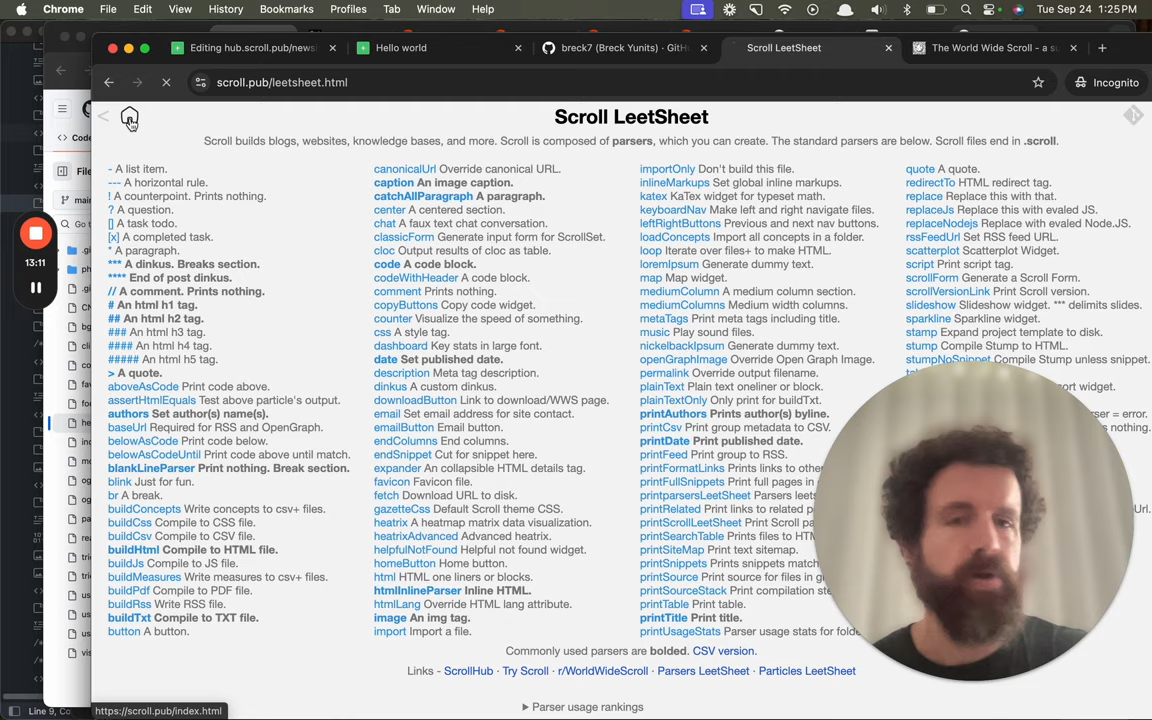 Chrome File Edit View History Bookmarks Profiles Tab Window Help Tue Sep 24 1:25 PM
Editing hub.scroll.pub/news Hello world breck7 (Breck Yunits) · GitH Scroll LeetSheet The World Wide Scroll - a su
scroll.pub/leetsheet.html Incognito
Scroll LeetSheet
Scroll builds blogs, websites, knowledge bases, and more. Scroll is composed of parsers, which you can create. The standard parsers are below. Scroll files end in .scroll.
- A list item.
--- A horizontal rule.
! A counterpoint. Prints nothing.
? A question.
[] A task todo.
[x] A completed task.
* A paragraph.
*** A dinkus. Breaks section.
**** End of post dinkus.
// A comment. Prints nothing.
# An html h1 tag.
## An html h2 tag.
### An html h3 tag.
#### An html h4 tag.
##### An html h5 tag.
> A quote.
aboveAsCode Print code above.
assertHtmlEquals Test above particle's output.
authors Set author(s) name(s).
baseUrl Required for RSS and OpenGraph.
belowAsCode Print code below.
belowAsCodeUntil Print code above until match.
blankLineParser Print nothing. Break section.
blink Just for fun.
br A break.
buildConcepts Write concepts to csv+ files.
buildCss Compile to CSS file.
buildCsv Compile to CSV file.
buildHtml Compile to HTML file.
buildJs Compile to JS file.
buildMeasures Write measures to csv+ files.
buildPdf Compile to PDF file.
buildRss Write RSS file.
buildTxt Compile to TXT file.
button A button.
canonicalUrl Override canonical URL.
caption An image caption.
catchAllParagraph A paragraph.
center A centered section.
chat A faux text chat conversation.
classicForm Generate input form for ScrollSet.
cloc Output results of cloc as table.
code A code block.
codeWithHeader A code block.
comment Prints nothing.
copyButtons Copy code widget.
counter Visualize the speed of something.
css A style tag.
dashboard Key stats in large font.
date Set published date.
description Meta tag description.
dinkus A custom dinkus.
downloadButton Link to download/WWS page.
email Set email address for site contact.
emailButton Email button.
endColumns End columns.
endSnippet Cut for snippet here.
expander An collapsible HTML details tag.
favicon Favicon file.
fetch Download URL to disk.
gazetteCss Default Scroll theme CSS.
heatrix A heatmap matrix data visualization.
heatrixAdvanced Advanced heatrix.
helpfulNotFound Helpful not found widget.
homeButton Home button.
html HTML one liners or blocks.
htmlInlineParser Inline HTML.
htmlLang Override HTML lang attribute.
image An img tag.
import Import a file.
importOnly Don't build this file.
inlineMarkups Set global inline markups.
katex KaTex widget for typeset math.
keyboardNav Make left and right navigate files.
leftRightButtons Previous and next nav buttons.
loadConcepts Import all concepts in a folder.
loop Iterate over files+ to make HTML.
loremIpsum Generate dummy text.
map Map widget.
mediumColumn A medium column section.
mediumColumns Medium width columns.
metaTags Print meta tags including title.
music Play sound files.
nickelbackIpsum Generate dummy text.
openGraphImage Override Open Graph Image.
permalink Override output filename.
plainText Plain text oneliner or block.
plainTextOnly Only print for buildTxt.
printAuthors Prints author(s) byline.
printCsv Print group metadata to CSV.
printDate Print published date.
printFeed Print group to RSS.
printFormatLinks Prints links to other
printFullSnippets Print full pages in
printparsersLeetSheet Parsers leets
printRelated Print links to related p
printScrollLeetSheet Print Scroll pa
printSearchTable Prints files to HTM
printSiteMap Print text sitemap.
printSnippets Prints snippets match
printSource Print source for files in g
printSourceStack Print compilation ste
printTable Print table.
printTitle Print title.
printUsageStats Parser usage stats for folde
quote A quote.
redirectTo HTML redirect tag.
replace Replace this with that.
replaceJs Replace this with evaled JS.
replaceNodejs Replace with evaled Node.JS.
rssFeedUrl Set RSS feed URL.
scatterplot Scatterplot Widget.
script Print script tag.
scrollForm Generate a Scroll Form.
scrollVersionLink Print Scroll version.
slideshow Slideshow widget. *** delimits slides.
sparkline Sparkline widget.
stamp Expand project template to disk.
stump Compile Stump to HTML.
stumpNoSnippet Compile Stump unless snippet.
ort widget.
rser = error.
s nothing.
Url.
Commonly used parsers are bolded. CSV version.
Links - ScrollHub · Try Scroll · r/WorldWideScroll · Parsers LeetSheet · Particles LeetSheet
▶ Parser usage rankings
https://scroll.pub/index.html
13:11
Code
File
main
Go t
Line 9, Co